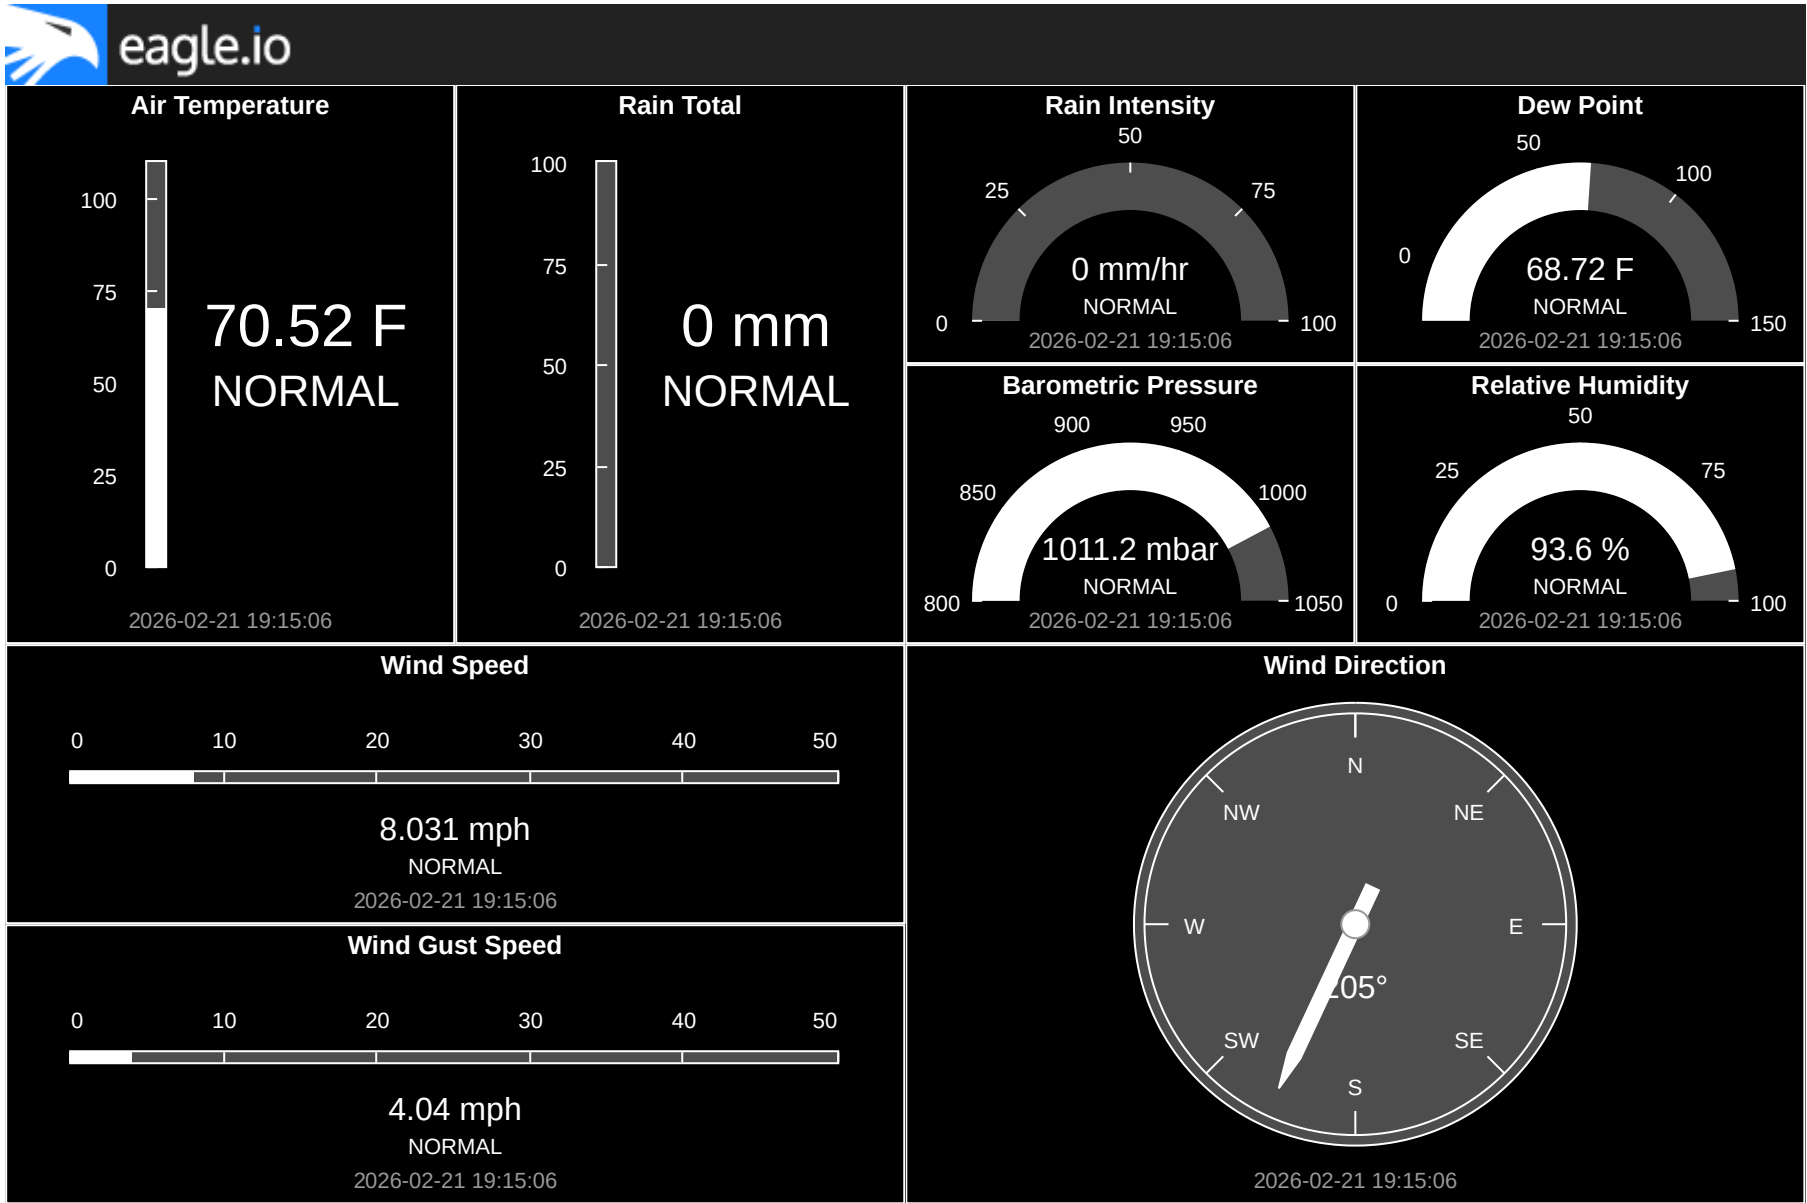 eagle.io
Air Temperature
100
75
50
25
0
70.52 F
NORMAL
2026-02-21 19:15:06
Rain Total
100
75
50
25
0
0 mm
NORMAL
2026-02-21 19:15:06
Rain Intensity
0
25
50
75
100
0 mm/hr
NORMAL
2026-02-21 19:15:06
Dew Point
0
50
100
150
68.72 F
NORMAL
2026-02-21 19:15:06
Barometric Pressure
800
850
900
950
1000
1050
1011.2 mbar
NORMAL
2026-02-21 19:15:06
Relative Humidity
0
25
50
75
100
93.6 %
NORMAL
2026-02-21 19:15:06
Wind Speed
0 10 20 30 40 50
8.031 mph
NORMAL
2026-02-21 19:15:06
Wind Gust Speed
0 10 20 30 40 50
4.04 mph
NORMAL
2026-02-21 19:15:06
Wind Direction
N
NW NE
W E
205°
SW SE
S
2026-02-21 19:15:06